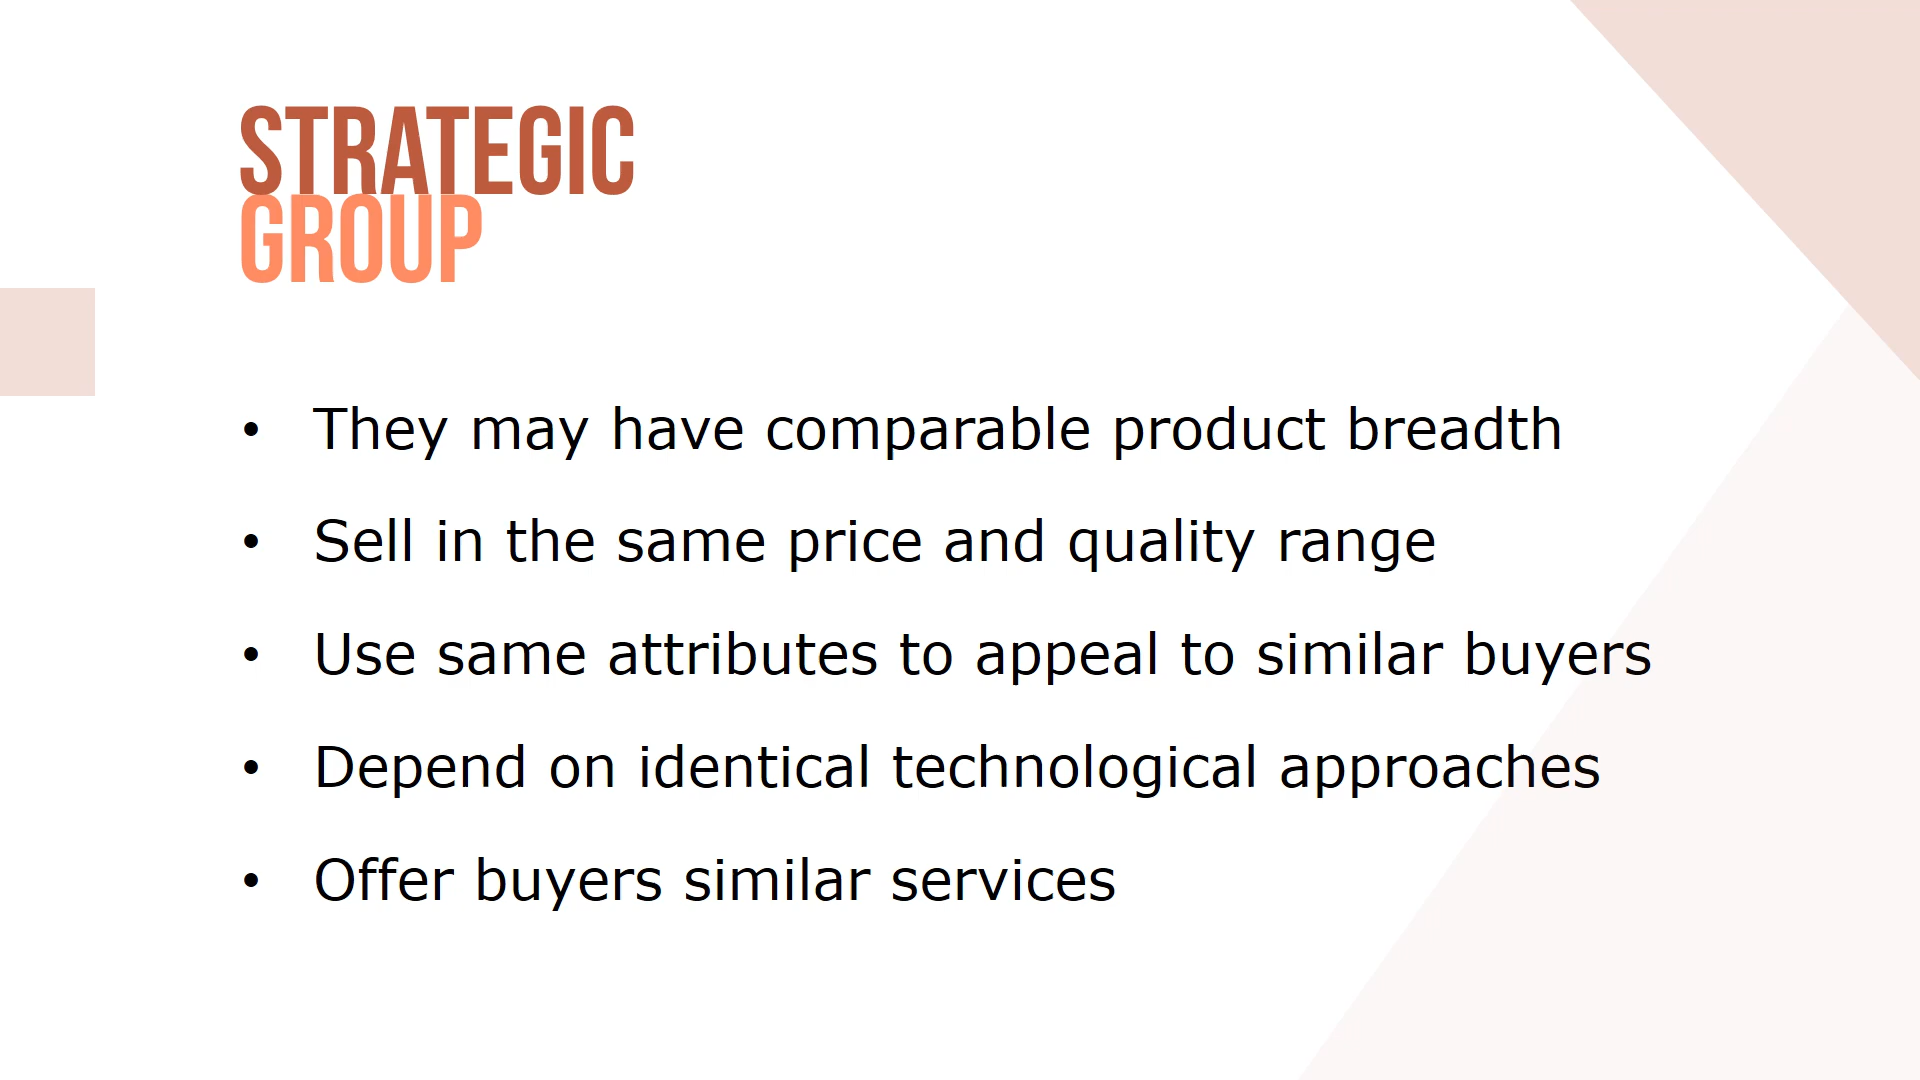 STRATEGIC
GROUP
• They may have comparable product breadth
• Sell in the same price and quality range
• Use same attributes to appeal to similar buyers
• Depend on identical technological approaches
• Offer buyers similar services